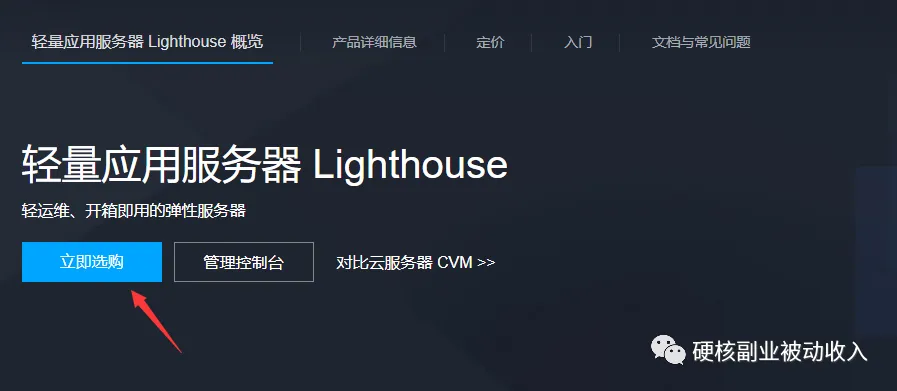 轻量应用服务器 Lighthouse 概览 产品详细信息 定价 入门 文档与常见问题
轻量应用服务器 Lighthouse
轻运维、开箱即用的弹性服务器
立即选购 管理控制台 对比云服务器 CVM >>
硬核副业被动收入